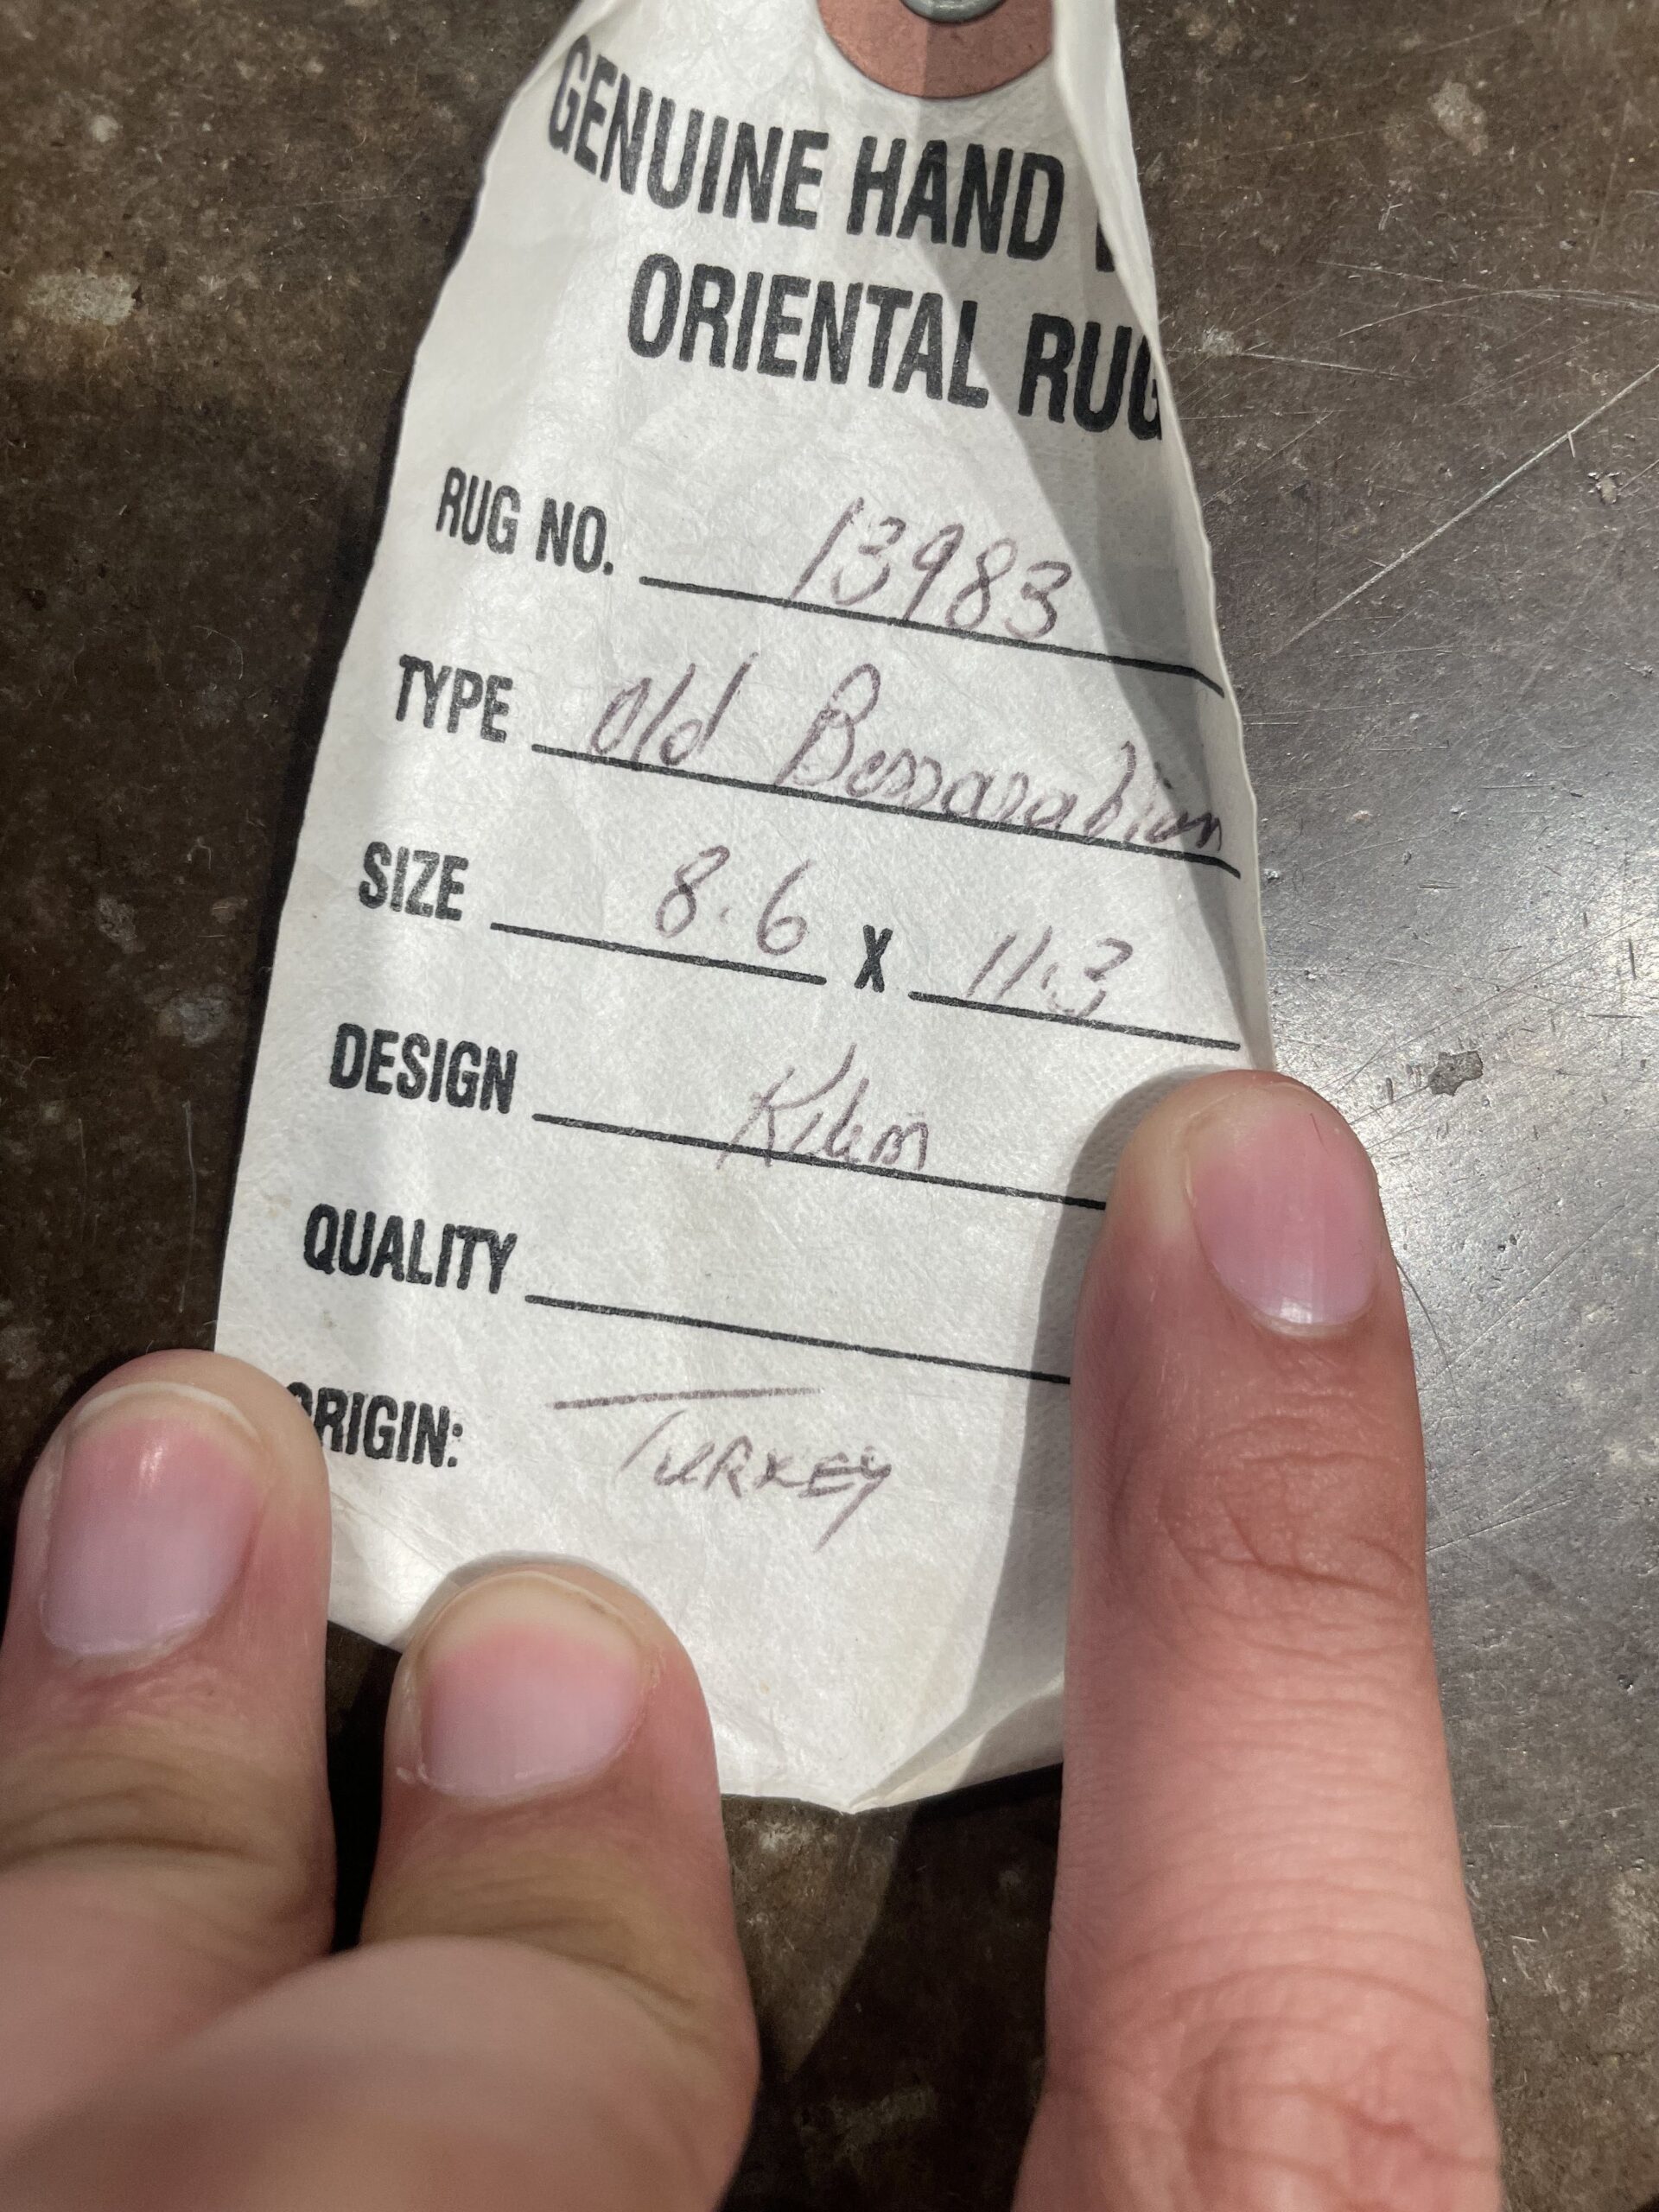 GENUINE HAND
ORIENTAL RUG
RUG NO. 13983
TYPE Old Bessarabian
SIZE 8.6 X 11.3
DESIGN Kilem
QUALITY
ORIGIN: TURKEY